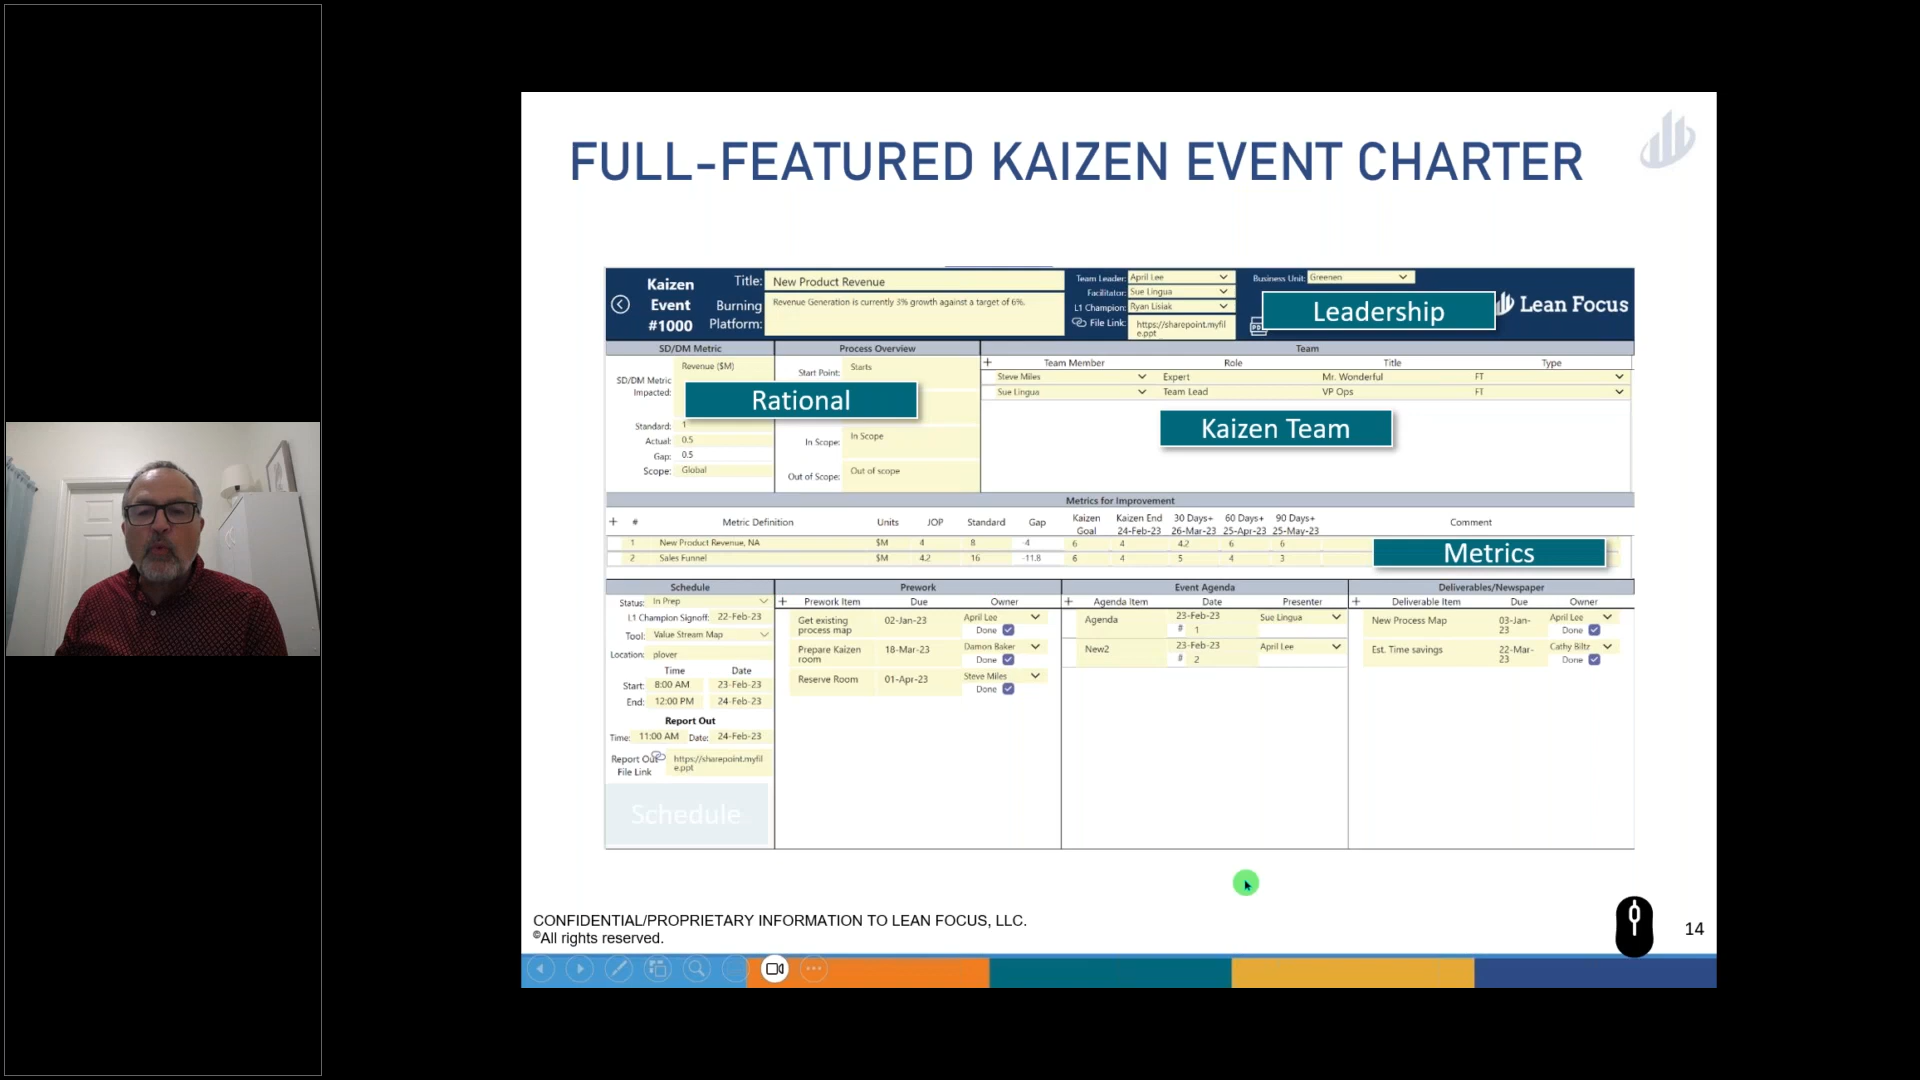 FULL-FEATURED KAIZEN EVENT CHARTER
Kaizen Event #1000
Title: New Product Revenue
Burning Platform: Revenue Generation is currently 3% growth against a target of 6%.
Team Leader: April Lee
Facilitator: Sue Lingua
L1 Champion: Ryan Lisiak
File Link: https://sharepoint.myfile.ppt
Business Unit: Greenen
Leadership
Lean Focus
SD/DM Metric
Revenue ($M)
SD/DM Metric Impacted:
Standard: 1
Actual: 0.5
Gap: 0.5
Scope: Global
Rational
Process Overview
Start Point: Starts
In Scope: In Scope
Out of Scope: Out of scope
Team
+ Team Member Role Title Type
Steve Miles Expert Mr. Wonderful FT
Sue Lingua Team Lead VP Ops FT
Kaizen Team
Metrics for Improvement
+ # Metric Definition Units JOP Standard Gap Kaizen Goal Kaizen End 24-Feb-23 30 Days+ 26-Mar-23 60 Days+ 25-Apr-23 90 Days+ 25-May-23 Comment
1 New Product Revenue, NA $M 4 8 -4 6 4 4.2 6 6
2 Sales Funnel $M 4.2 16 -11.8 6 4 5 4 3
Metrics
Schedule
Status: In Prep
L1 Champion Signoff: 22-Feb-23
Tool: Value Stream Map
Location: plover
Time Date
Start: 8:00 AM 23-Feb-23
End: 12:00 PM 24-Feb-23
Report Out
Time: 11:00 AM Date: 24-Feb-23
Report Out File Link https://sharepoint.myfile.ppt
Schedule
Prework
+ Prework Item Due Owner
Get existing process map 02-Jan-23 April Lee Done
Prepare Kaizen room 18-Mar-23 Damon Baker Done
Reserve Room 01-Apr-23 Steve Miles Done
Event Agenda
+ Agenda Item Date Presenter
Agenda 23-Feb-23 # 1 Sue Lingua
New2 23-Feb-23 # 2 April Lee
Deliverables/Newspaper
+ Deliverable Item Due Owner
New Process Map 03-Jan-23 April Lee Done
Est. Time savings 22-Mar-23 Cathy Biltr Done
CONFIDENTIAL/PROPRIETARY INFORMATION TO LEAN FOCUS, LLC.
©All rights reserved.
14